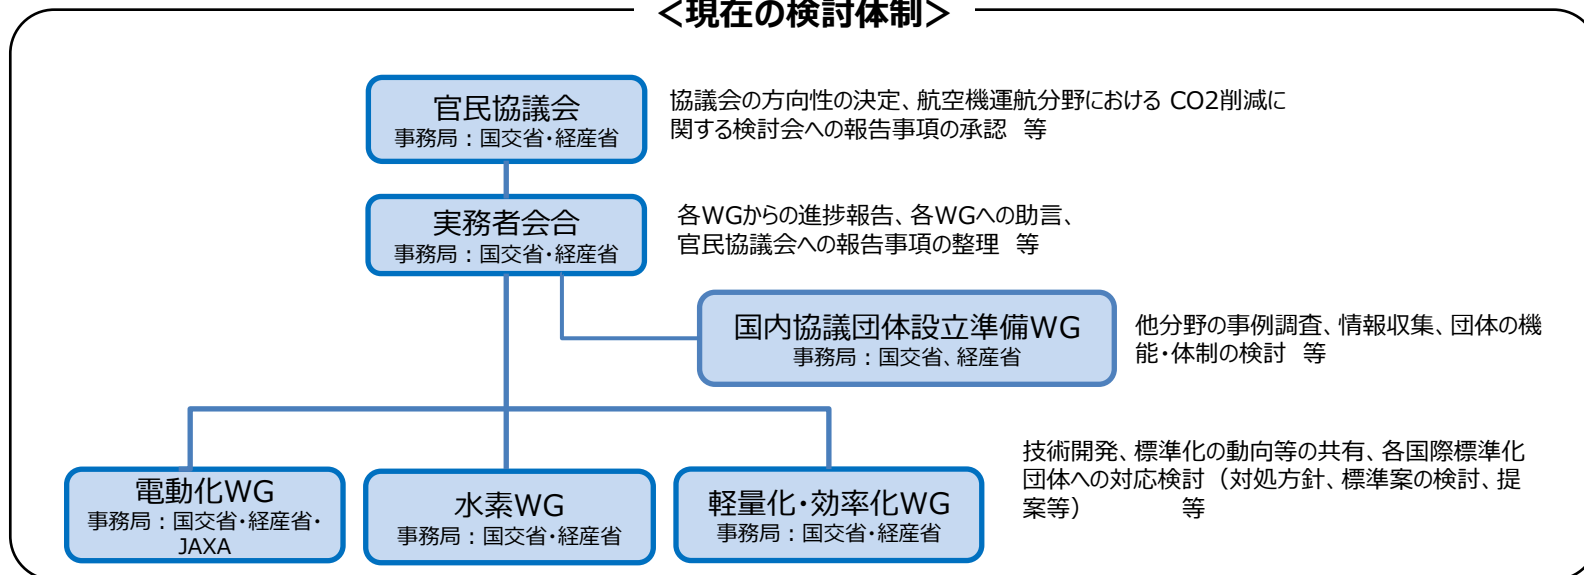 ＜現在の検討体制＞
官民協議会
事務局：国交省・経産省
協議会の方向性の決定、航空機運航分野における CO2削減に
関する検討会への報告事項の承認　等
実務者会合
事務局：国交省・経産省
各WGからの進捗報告、各WGへの助言、
官民協議会への報告事項の整理　等
国内協議団体設立準備WG
事務局：国交省、経産省
他分野の事例調査、情報収集、団体の機
能・体制の検討　等
電動化WG
事務局：国交省・経産省・
JAXA
水素WG
事務局：国交省・経産省
軽量化・効率化WG
事務局：国交省・経産省
技術開発、標準化の動向等の共有、各国際標準化
団体への対応検討（対処方針、標準案の検討、提
案等）　　　　等